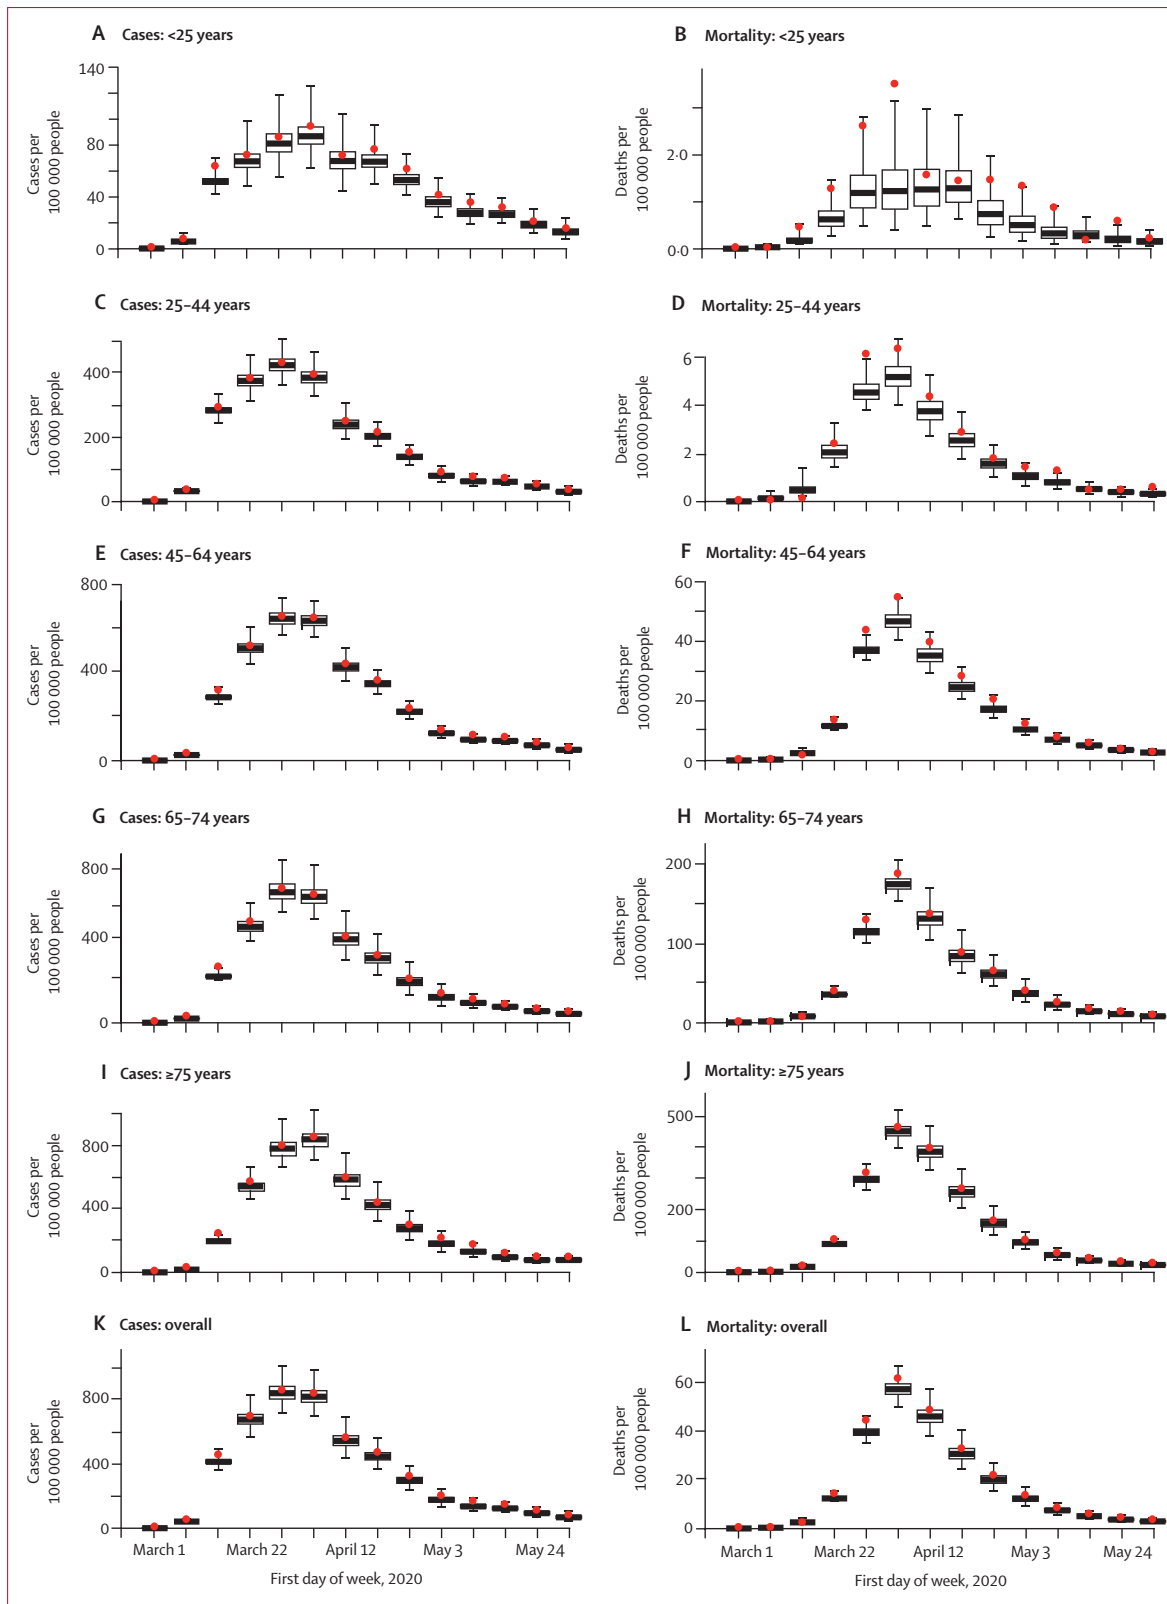 A Cases: <25 years
140
80
40
0
Cases per
100 000 people
B Mortality: <25 years
2·0
0·0
Deaths per
100 000 people
C Cases: 25–44 years
400
200
0
Cases per
100 000 people
D Mortality: 25–44 years
6
4
2
0
Deaths per
100 000 people
E Cases: 45–64 years
800
400
0
Cases per
100 000 people
F Mortality: 45–64 years
60
40
20
0
Deaths per
100 000 people
G Cases: 65–74 years
800
400
0
Cases per
100 000 people
H Mortality: 65–74 years
200
100
0
Deaths per
100 000 people
I Cases: ≥75 years
800
400
0
Cases per
100 000 people
J Mortality: ≥75 years
500
200
0
Deaths per
100 000 people
K Cases: overall
800
400
0
Cases per
100 000 people
March 1 March 22 April 12 May 3 May 24
First day of week, 2020
L Mortality: overall
60
40
20
0
Deaths per
100 000 people
March 1 March 22 April 12 May 3 May 24
First day of week, 2020